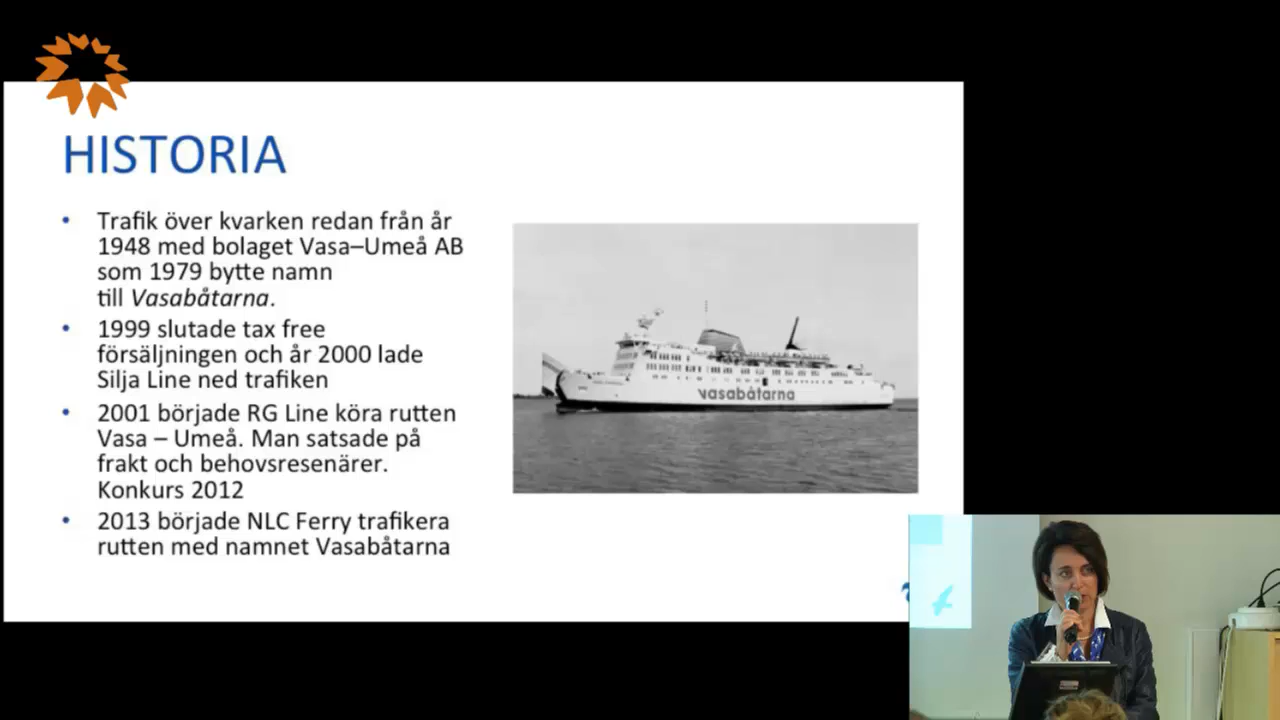 HISTORIA
• Trafik över kvarken redan från år
1948 med bolaget Vasa–Umeå AB
som 1979 bytte namn
till Vasabåtarna.
• 1999 slutade tax free
försäljningen och år 2000 lade
Silja Line ned trafiken
• 2001 började RG Line köra rutten
Vasa – Umeå. Man satsade på
frakt och behovsresenärer.
Konkurs 2012
• 2013 började NLC Ferry trafikera
rutten med namnet Vasabåtarna
vasabåtarna